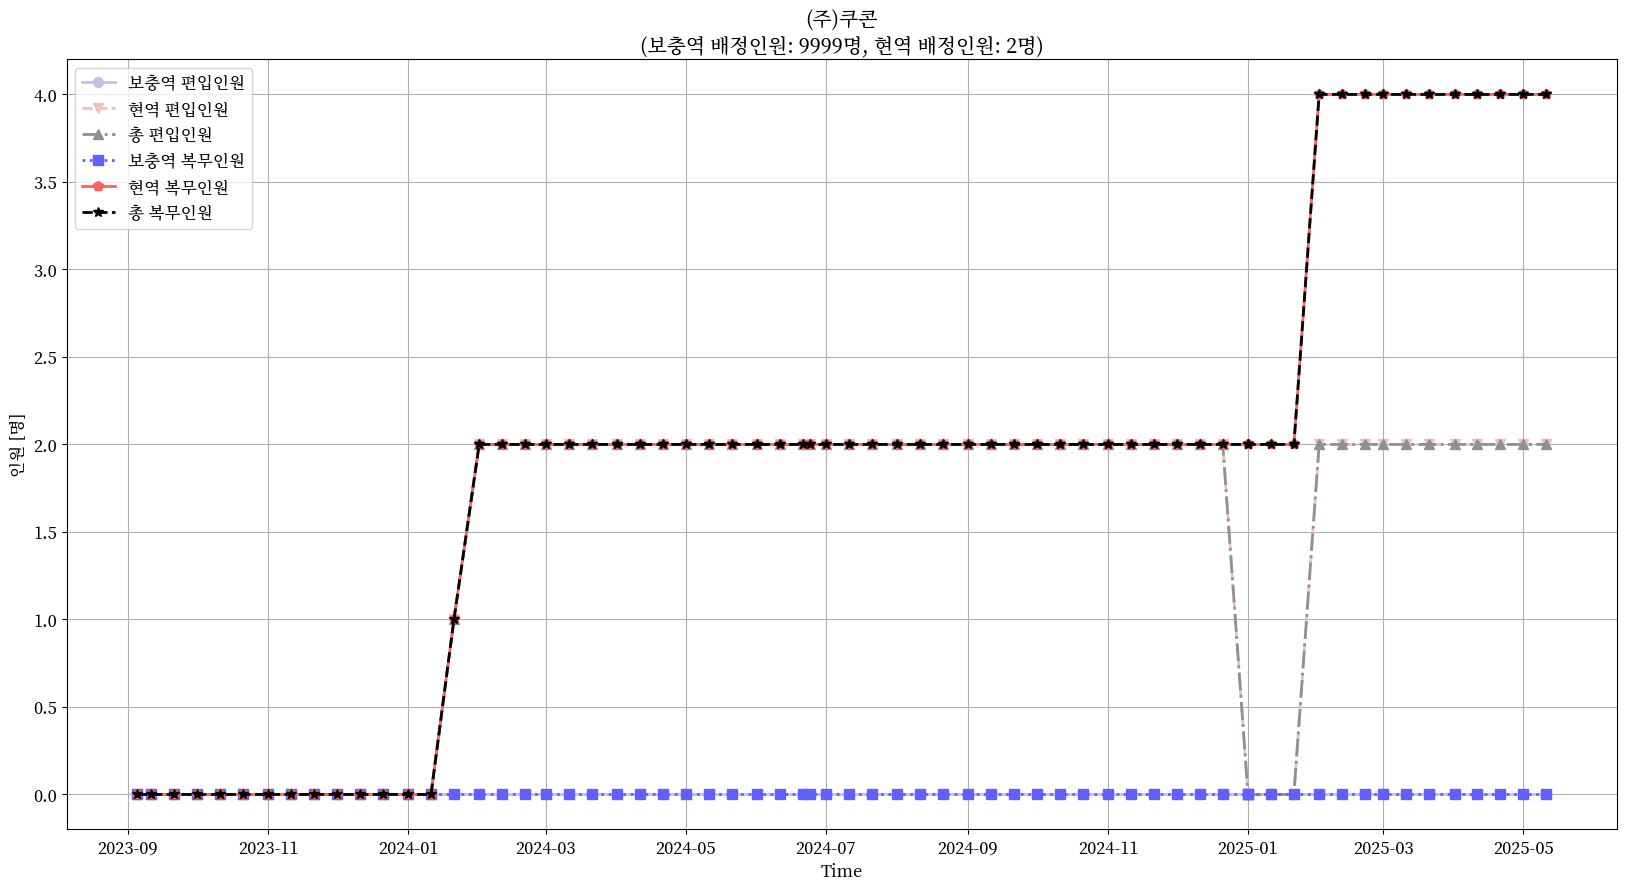 (주)쿠콘
(보충역 배정인원: 9999명, 현역 배정인원: 2명)
보충역 편입인원
현역 편입인원
총 편입인원
보충역 복무인원
현역 복무인원
총 복무인원
4.0
3.5
3.0
2.5
2.0
1.5
1.0
0.5
0.0
인원 [명]
2023-09 2023-11 2024-01 2024-03 2024-05 2024-07 2024-09 2024-11 2025-01 2025-03 2025-05
Time